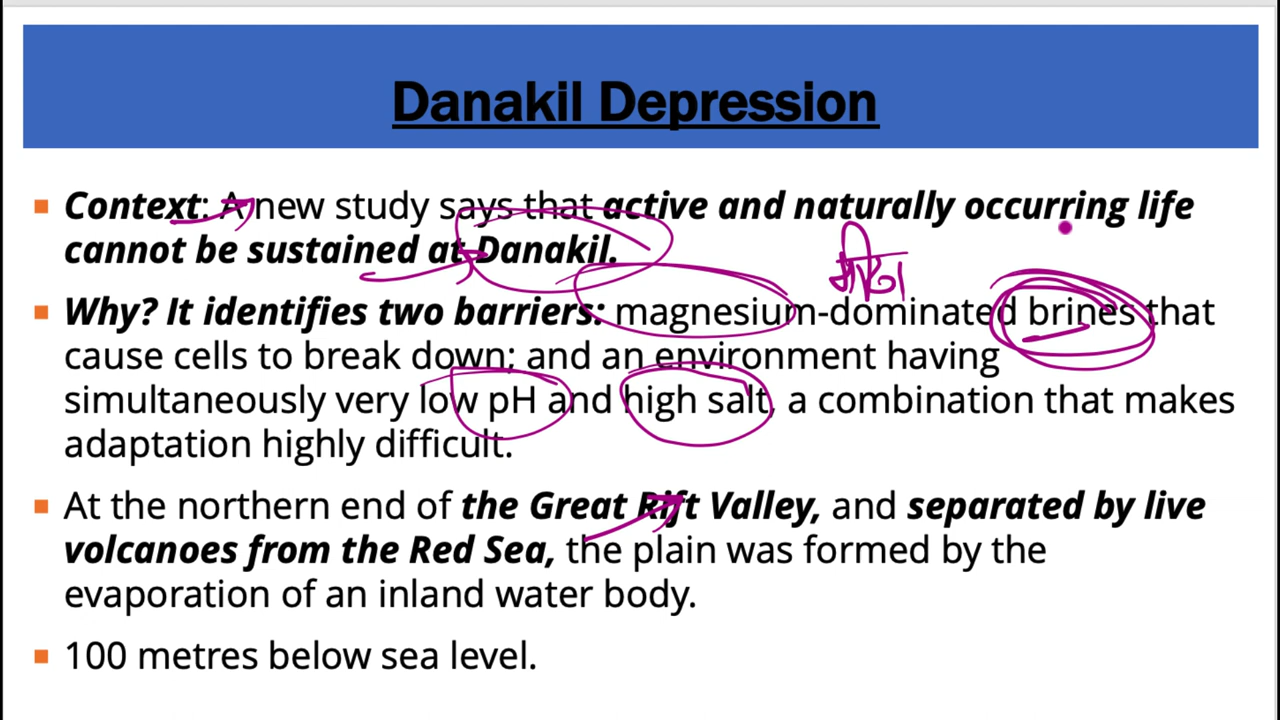 Danakil Depression
Context: A new study says that active and naturally occurring life
cannot be sustained at Danakil.
Why? It identifies two barriers: magnesium-dominated brines that
cause cells to break down; and an environment having
simultaneously very low pH and high salt, a combination that makes
adaptation highly difficult.
At the northern end of the Great Rift Valley, and separated by live
volcanoes from the Red Sea, the plain was formed by the
evaporation of an inland water body.
100 metres below sea level.